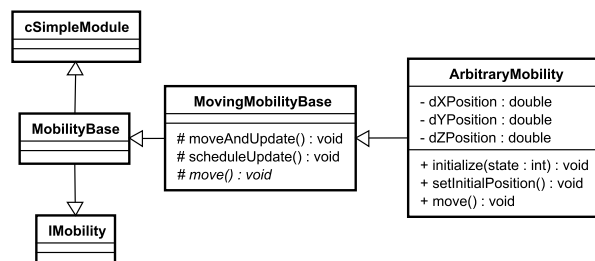 cSimpleModule
MobilityBase
IMobility
MovingMobilityBase
# moveAndUpdate() : void
# scheduleUpdate() : void
# move() : void
ArbitraryMobility
- dXPosition : double
- dYPosition : double
- dZPosition : double
+ initialize(state : int) : void
+ setInitialPosition() : void
+ move() : void